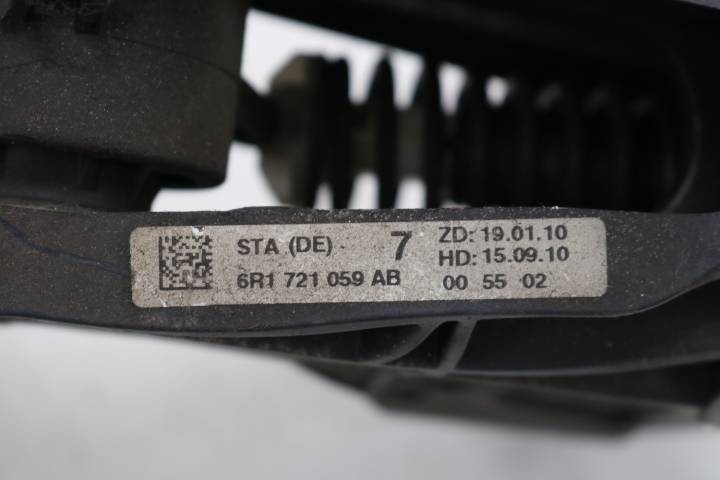 STA (DE) 7 ZD: 19.01.10
HD: 15.09.10
6R1 721 059 AB 00 55 02